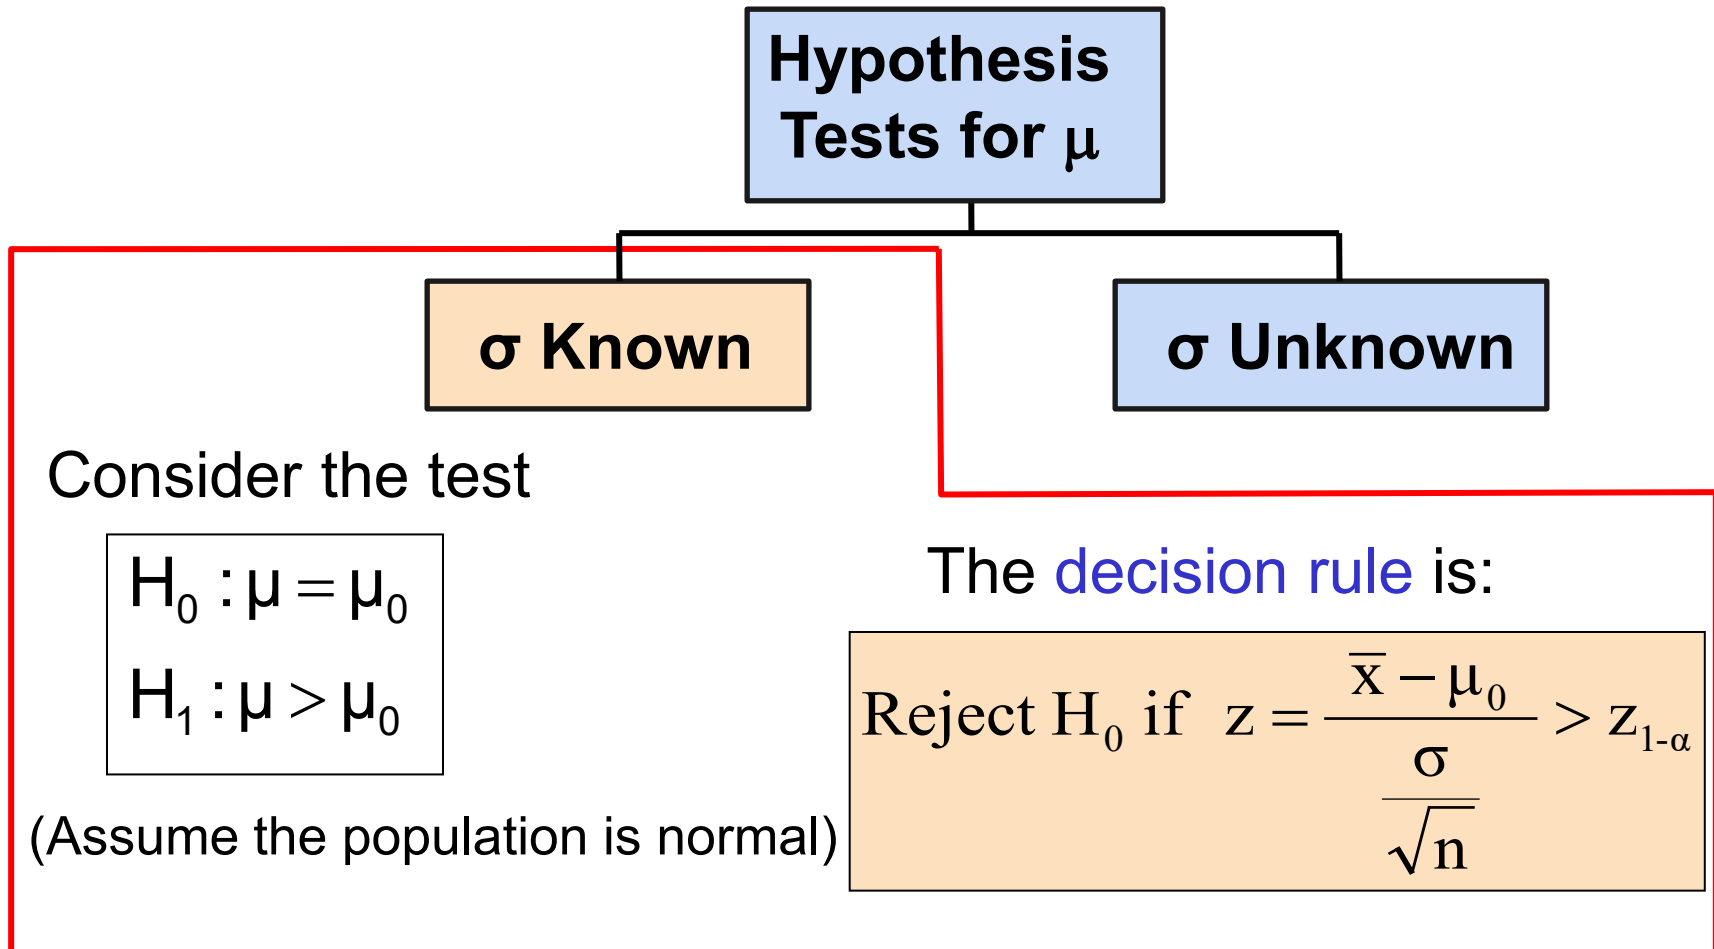 Hypothesis
Tests for μ
σ Known
σ Unknown
Consider the test
H₀ : μ = μ₀
H₁ : μ > μ₀
(Assume the population is normal)
The decision rule is:
Reject H₀ if z = (x̅ − μ₀) / (σ / √n) > z₁₋α